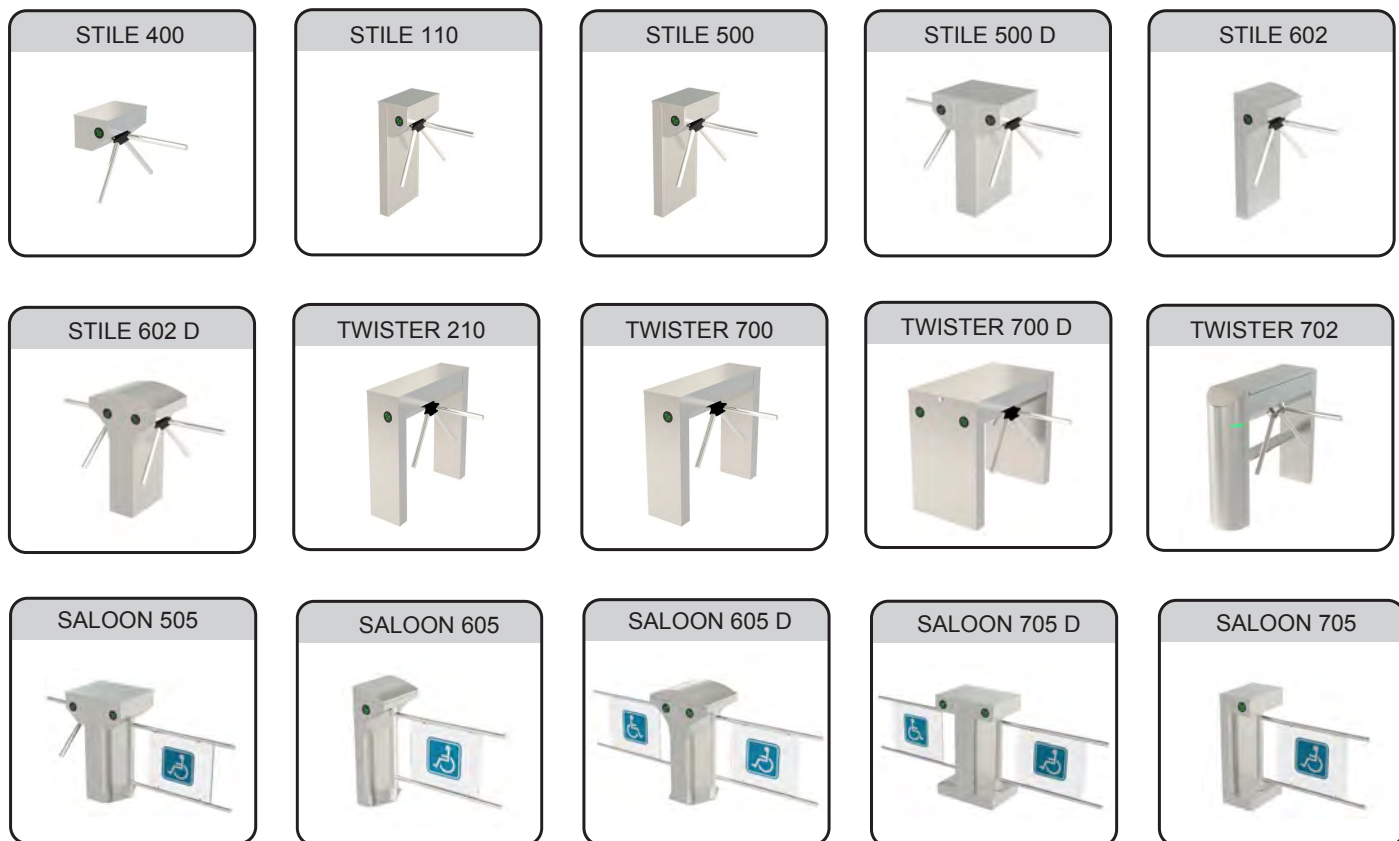 STILE 400
STILE 110
STILE 500
STILE 500 D
STILE 602
STILE 602 D
TWISTER 210
TWISTER 700
TWISTER 700 D
TWISTER 702
SALOON 505
SALOON 605
SALOON 605 D
SALOON 705 D
SALOON 705